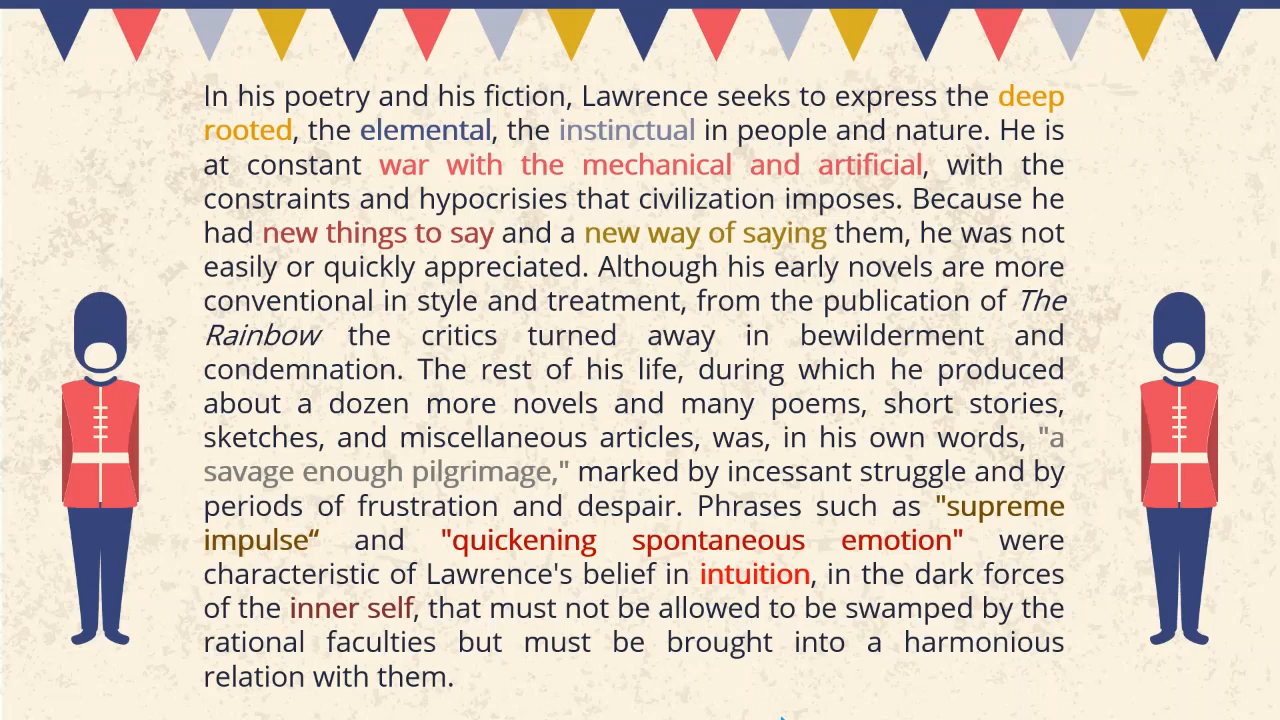 In his poetry and his fiction, Lawrence seeks to express the deep
rooted, the elemental, the instinctual in people and nature. He is
at constant war with the mechanical and artificial, with the
constraints and hypocrisies that civilization imposes. Because he
had new things to say and a new way of saying them, he was not
easily or quickly appreciated. Although his early novels are more
conventional in style and treatment, from the publication of The
Rainbow the critics turned away in bewilderment and
condemnation. The rest of his life, during which he produced
about a dozen more novels and many poems, short stories,
sketches, and miscellaneous articles, was, in his own words, "a
savage enough pilgrimage," marked by incessant struggle and by
periods of frustration and despair. Phrases such as "supreme
impulse“ and "quickening spontaneous emotion" were
characteristic of Lawrence's belief in intuition, in the dark forces
of the inner self, that must not be allowed to be swamped by the
rational faculties but must be brought into a harmonious
relation with them.